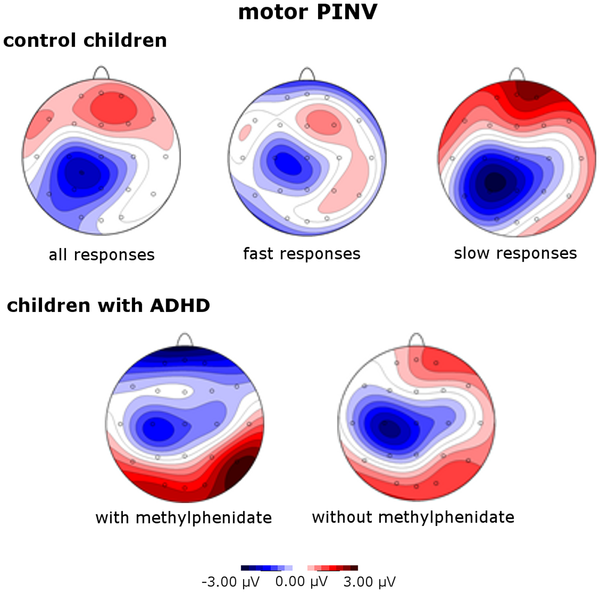 motor PINV
control children
all responses
fast responses
slow responses
children with ADHD
with methylphenidate
without methylphenidate
-3.00 µV 0.00 µV 3.00 µV